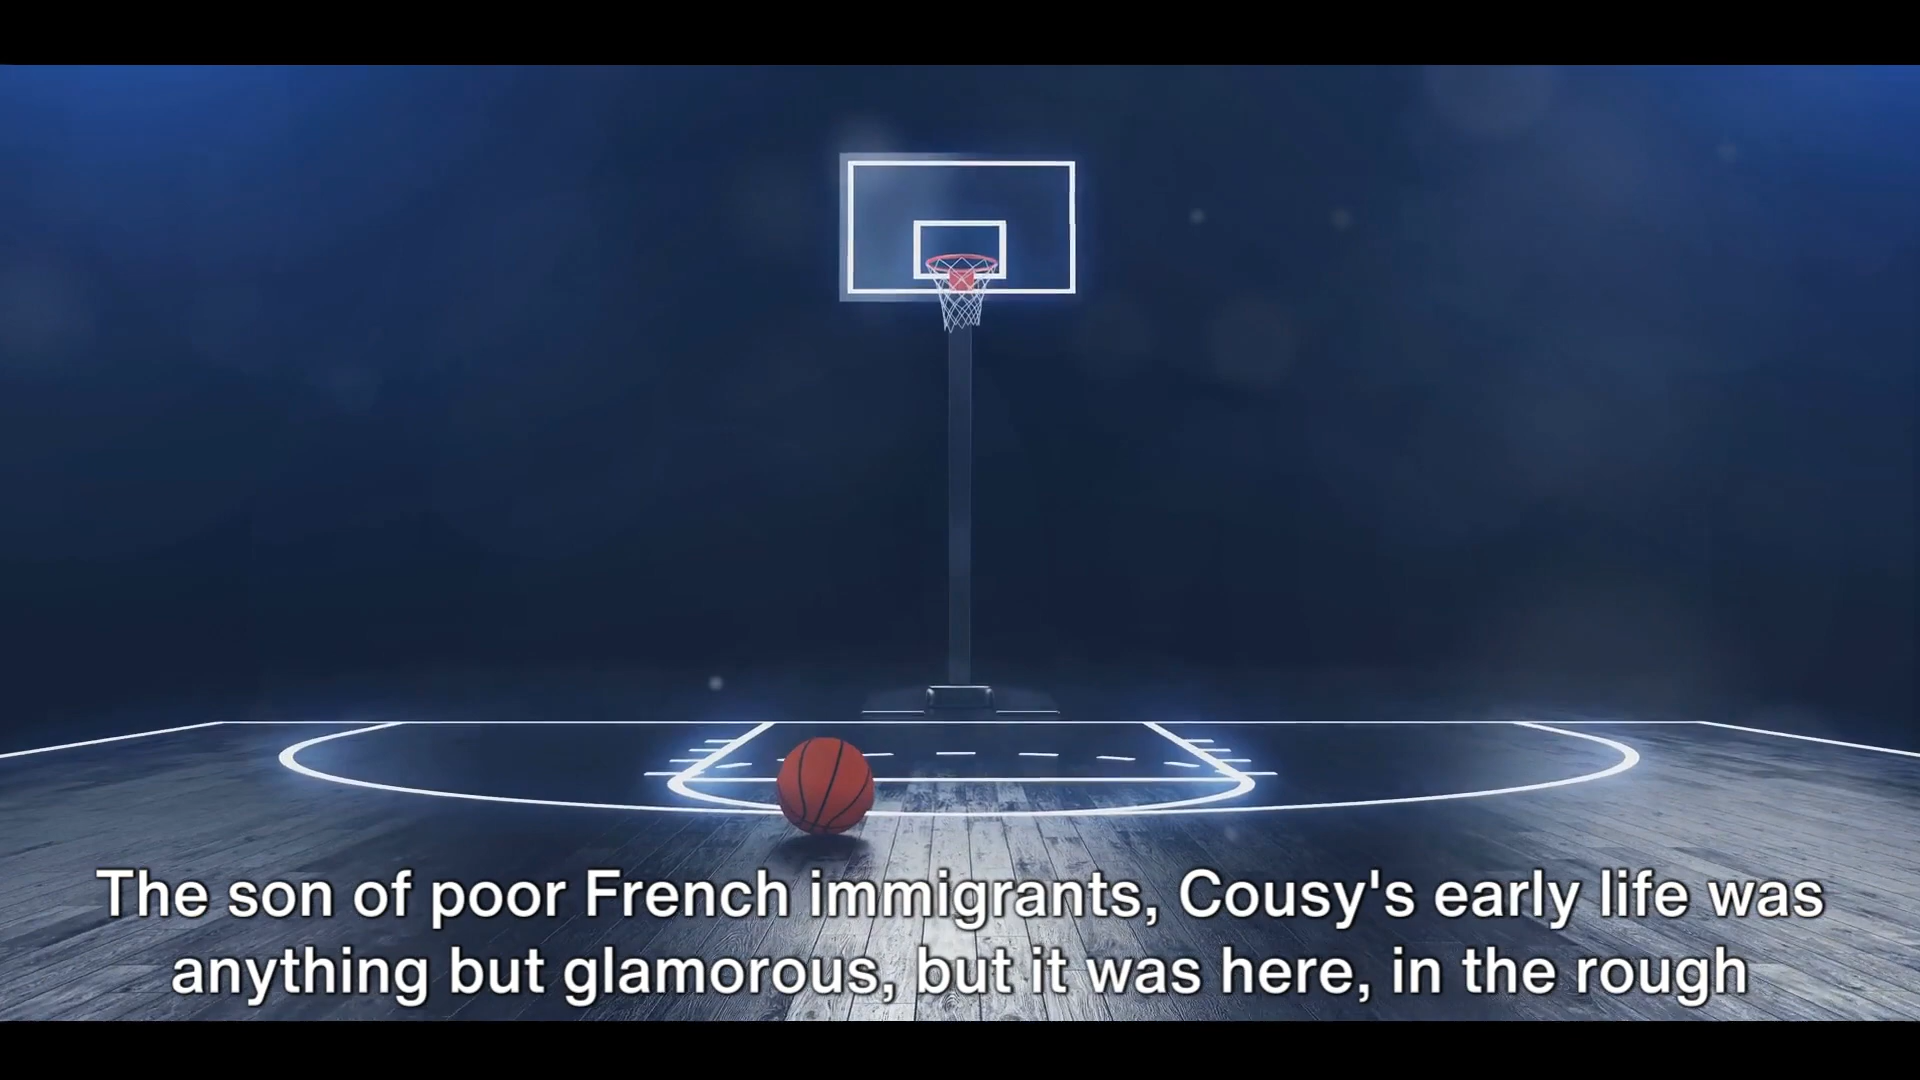 The son of poor French immigrants, Cousy's early life was
anything but glamorous, but it was here, in the rough